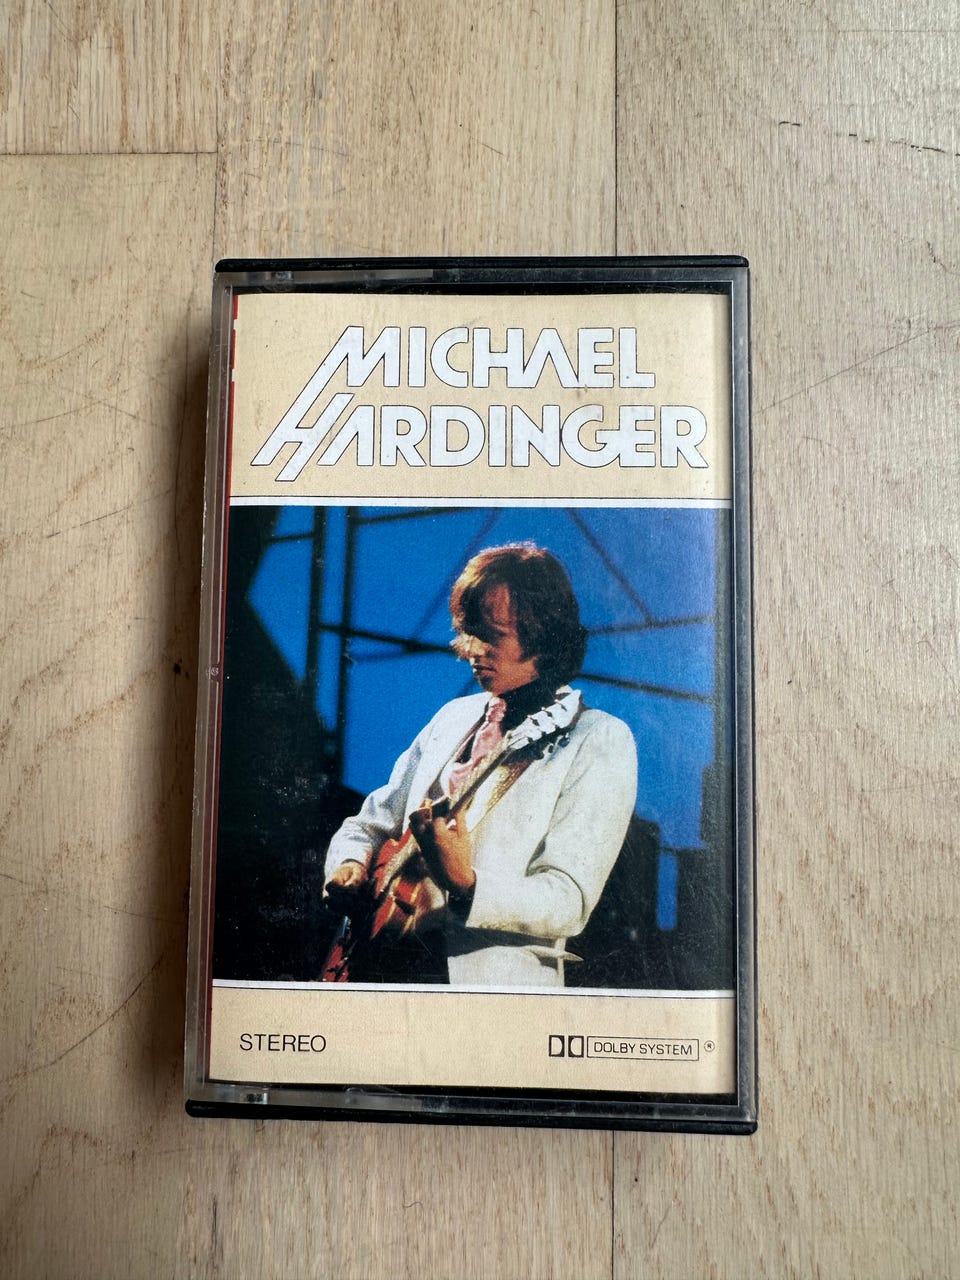 MICHAEL
HARDINGER
STEREO
DOLBY SYSTEM ®